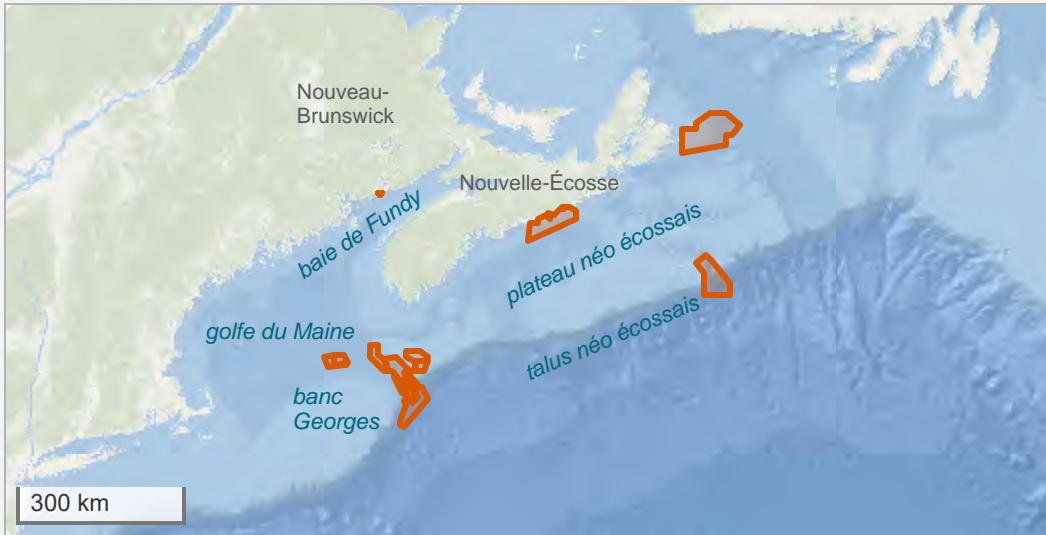 Nouveau-
Brunswick
Nouvelle-Écosse
baie de Fundy
plateau néo écossais
golfe du Maine
talus néo écossais
banc
Georges
300 km